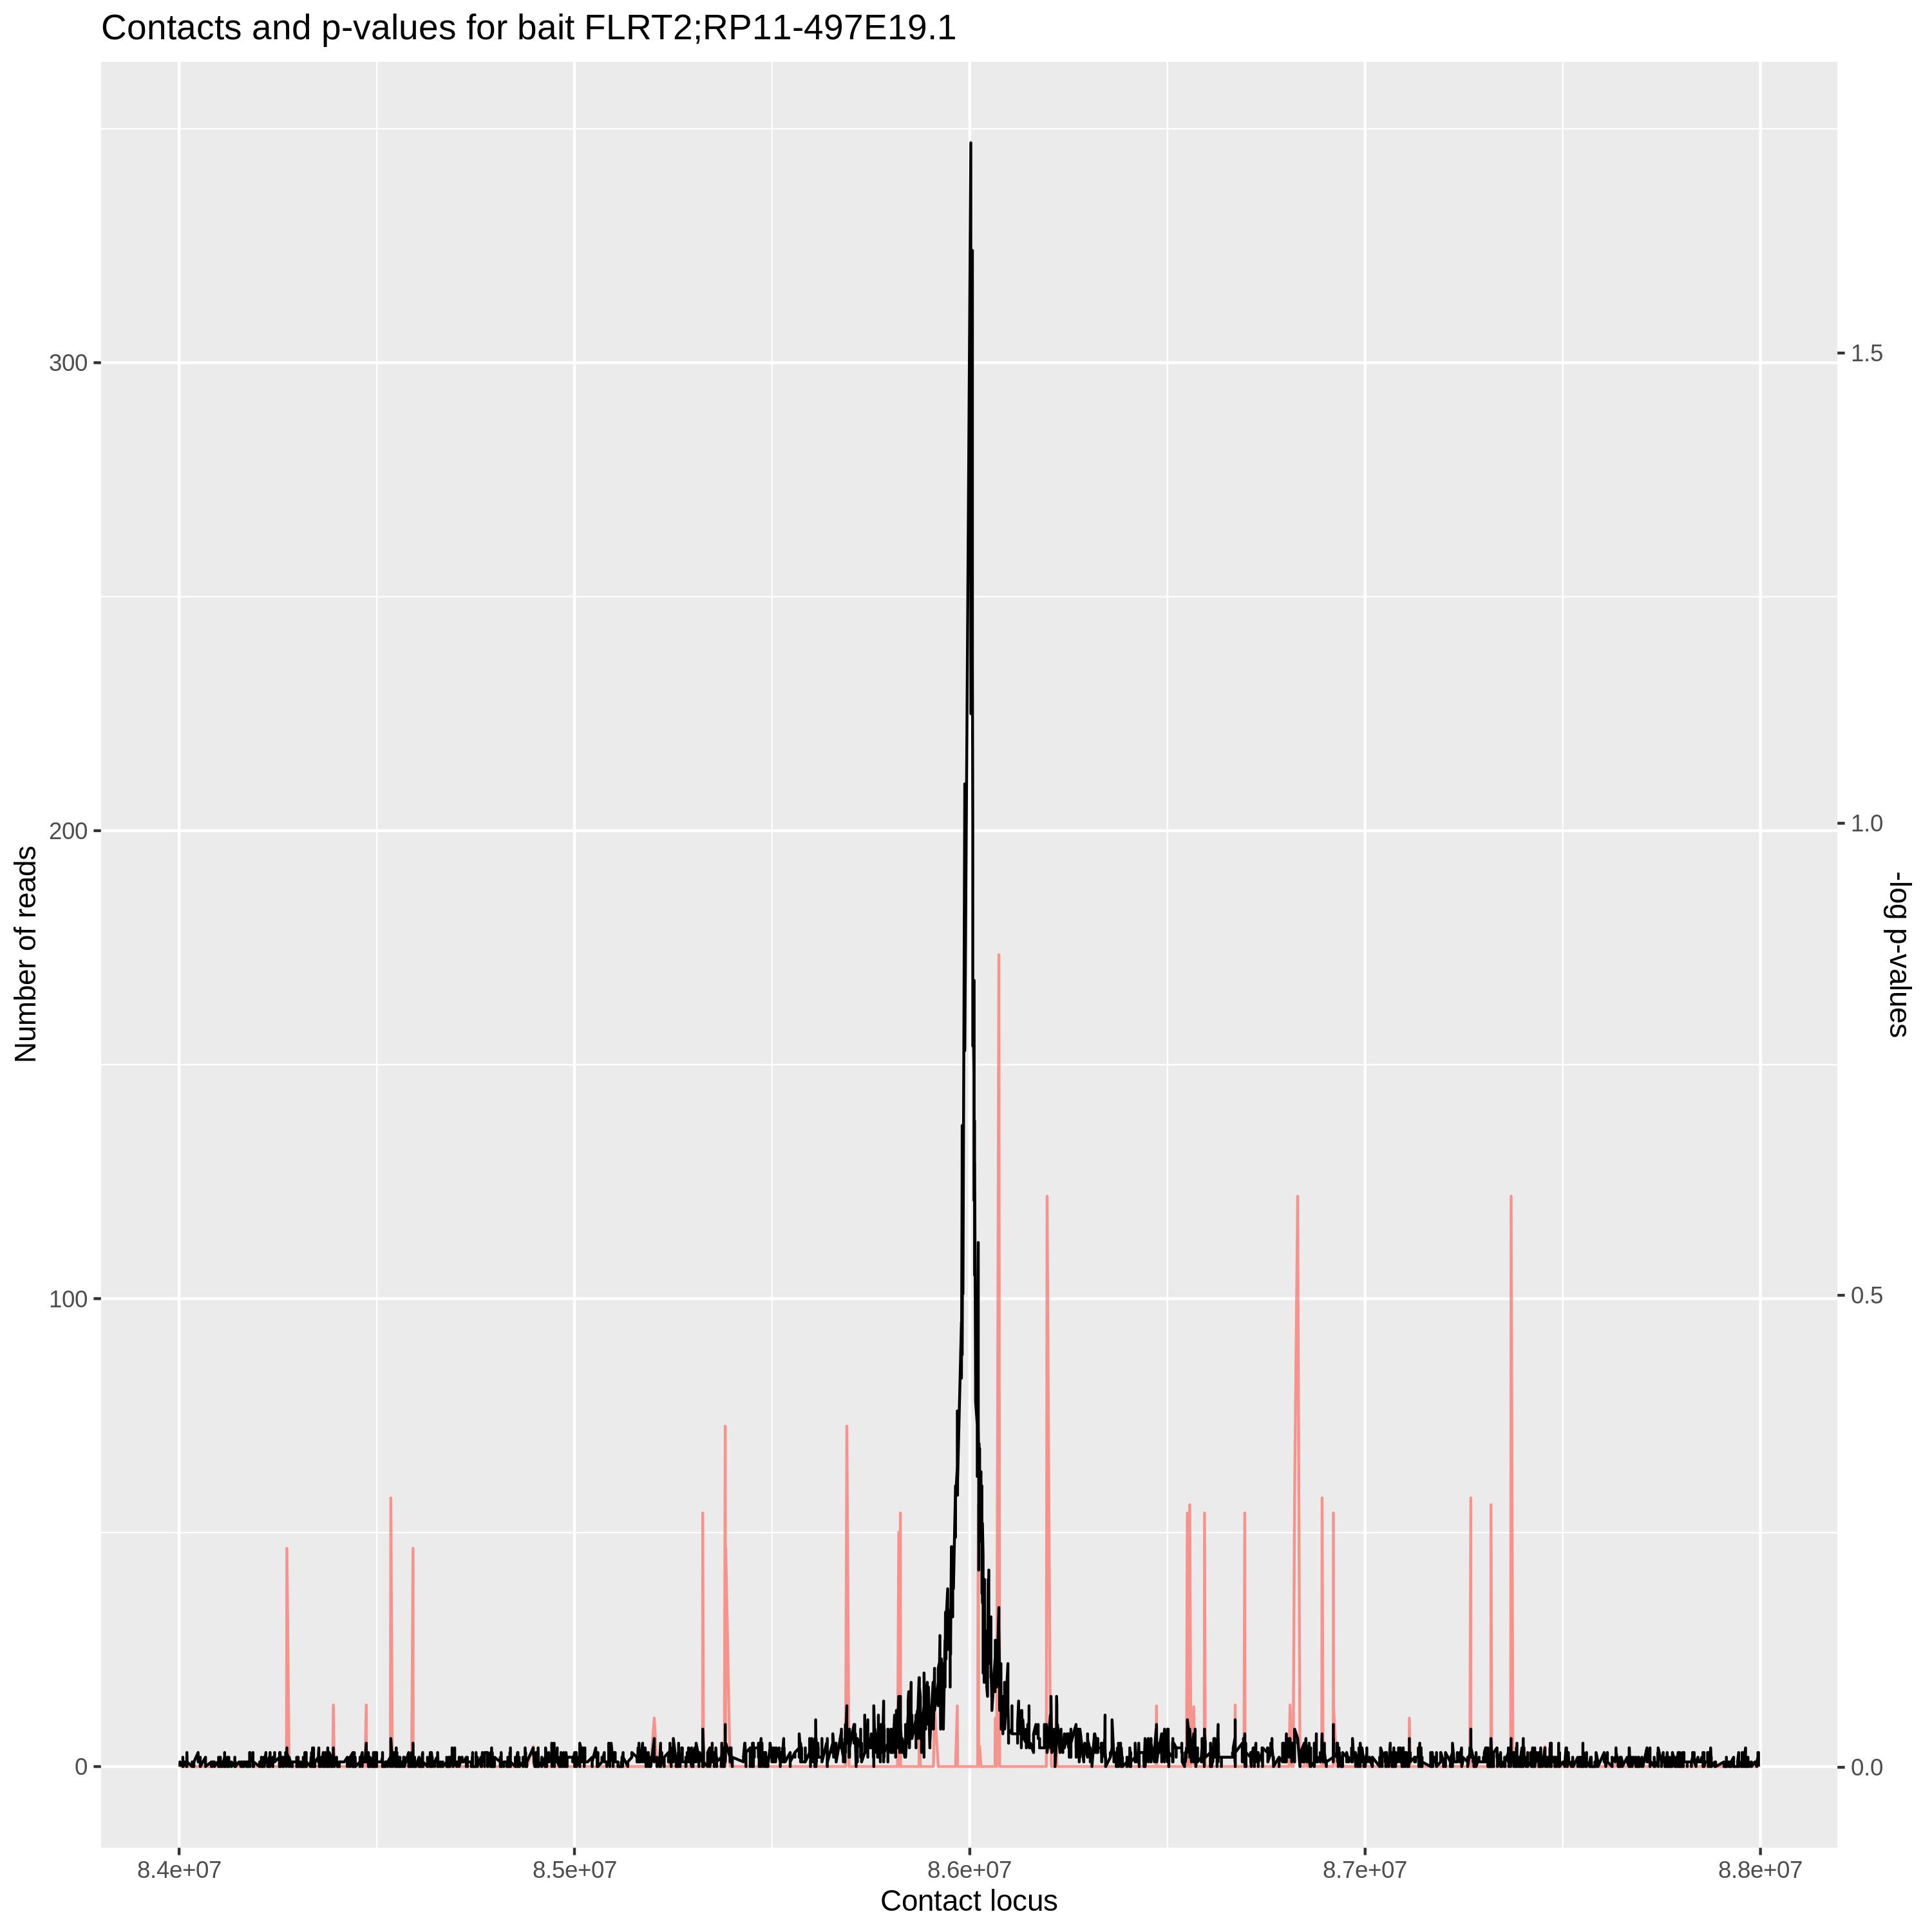 Contacts and p-values for bait FLRT2;RP11-497E19.1
Number of reads
300
200
100
0
1.5
1.0
0.5
0.0
-log p-values
8.4e+07 8.5e+07 8.6e+07 8.7e+07 8.8e+07
Contact locus